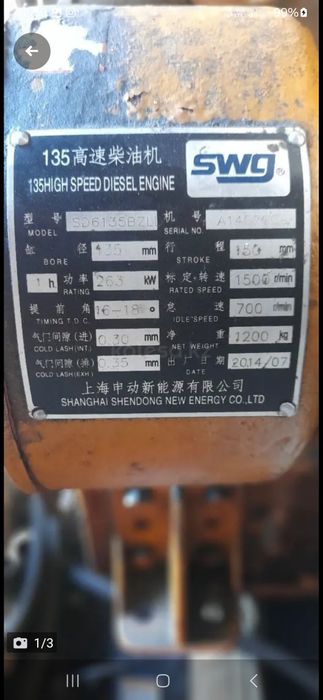 135高速柴油机
135HIGH SPEED DIESEL ENGINE
swg ®
型号 SD6135BZL 机号
MODEL SERIAL NO.
缸径 135 mm 行程 150 mm
BORE STROKE
1h 功率 263 kW 标定·转速 1500 r/min
RATING RATED SPEED
提前角 16-18 ° 怠速 700 r/min
TIMING T.D.C. IDLE SPEED
气门间隙(进) 0.30 mm 净重 1200 kg
COLD LASH(INT.) NET WEIGHT
气门间隙(排) 0.35 mm 出厂日期 2014/07
COLD LASH(EXH) DATE
上海申动新能源有限公司
SHANGHAI SHENDONG NEW ENERGY CO.,LTD
1/3